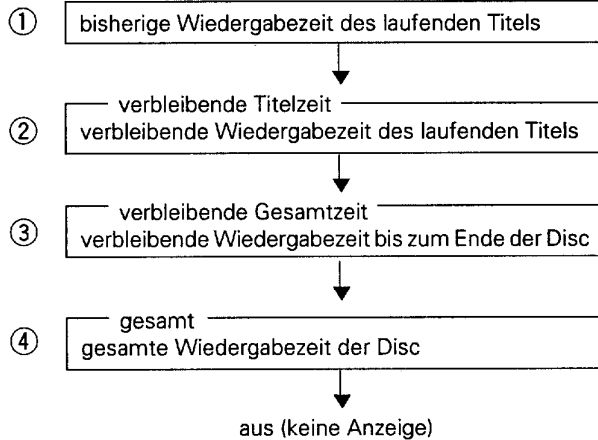 ① bisherige Wiedergabezeit des laufenden Titels
verbleibende Titelzeit
② verbleibende Wiedergabezeit des laufenden Titels
verbleibende Gesamtzeit
③ verbleibende Wiedergabezeit bis zum Ende der Disc
gesamt
④ gesamte Wiedergabezeit der Disc
aus (keine Anzeige)